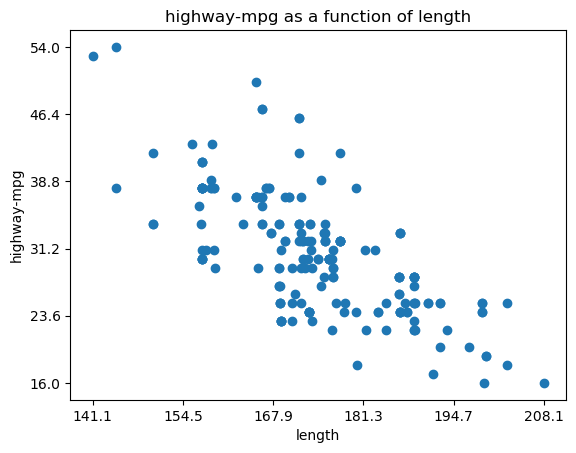 highway-mpg as a function of length
54.0
46.4
38.8
31.2
23.6
16.0
highway-mpg
141.1 154.5 167.9 181.3 194.7 208.1
length